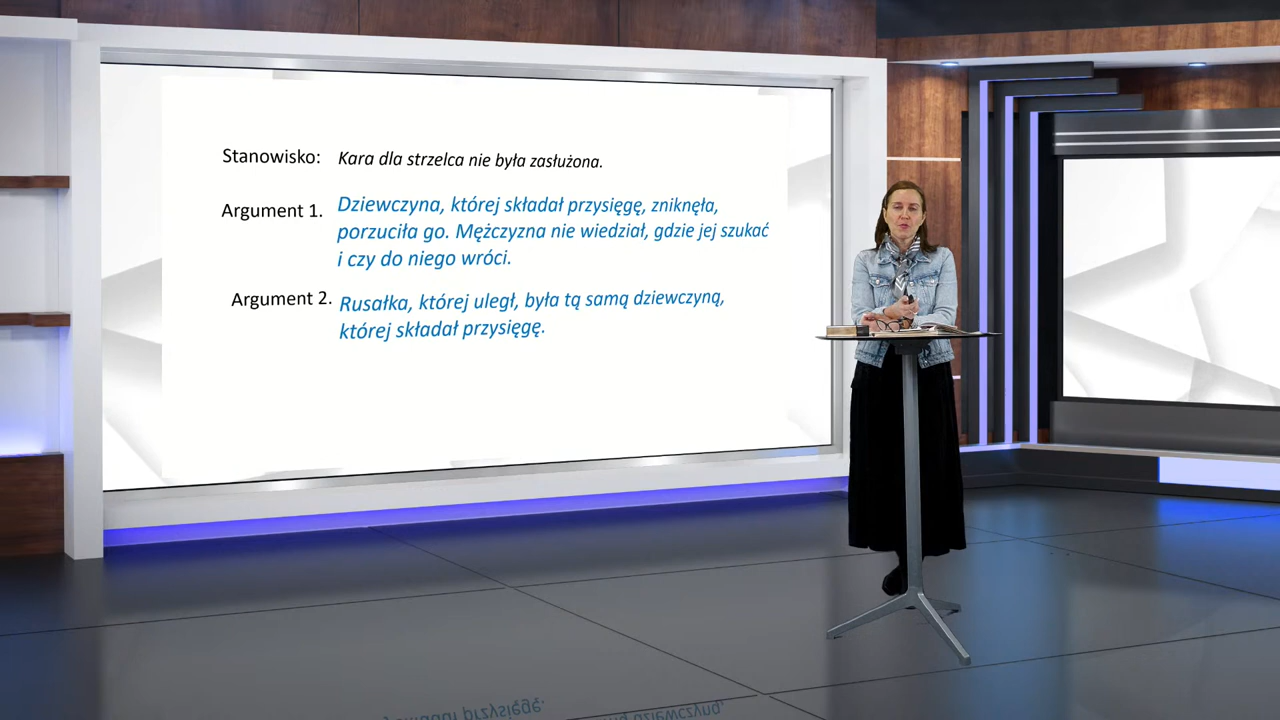 Stanowisko: Kara dla strzelca nie była zasłużona.
Argument 1. Dziewczyna, której składał przysięgę, zniknęła,
porzuciła go. Mężczyzna nie wiedział, gdzie jej szukać
i czy do niego wróci.
Argument 2. Rusałka, której uległ, była tą samą dziewczyną,
której składał przysięgę.